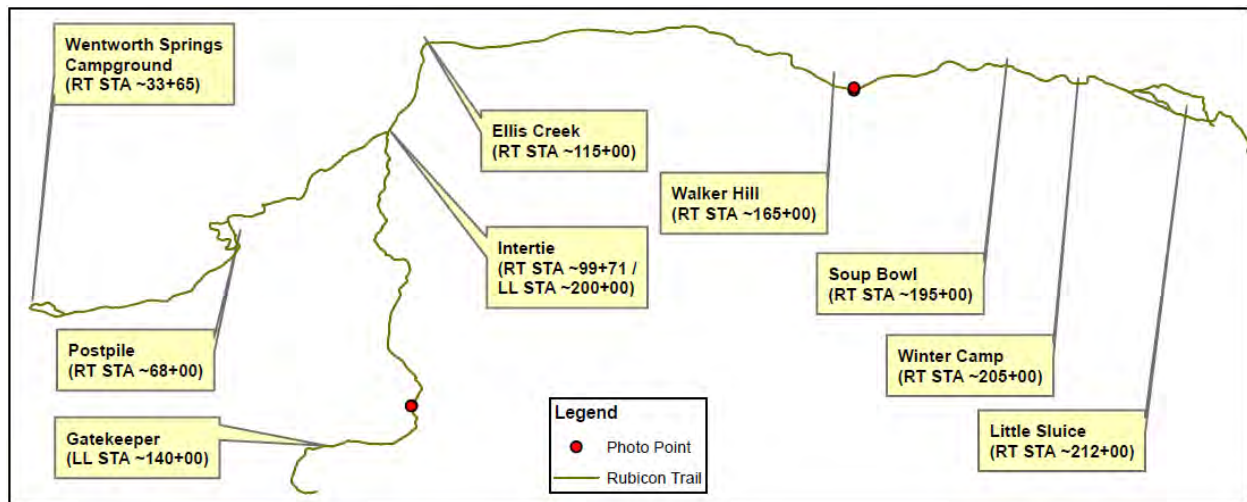 Wentworth Springs
Campground
(RT STA ~33+65)
Ellis Creek
(RT STA ~115+00)
Walker Hill
(RT STA ~165+00)
Intertie
(RT STA ~99+71 /
LL STA ~200+00)
Soup Bowl
(RT STA ~195+00)
Postpile
(RT STA ~68+00)
Winter Camp
(RT STA ~205+00)
Gatekeeper
(LL STA ~140+00)
Little Sluice
(RT STA ~212+00)
Legend
Photo Point
Rubicon Trail